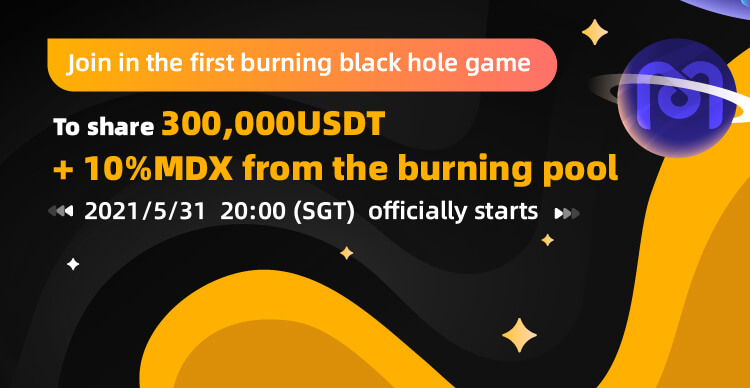 Join in the first burning black hole game
To share 300,000USDT
+ 10%MDX from the burning pool
2021/5/31 20:00 (SGT) officially starts